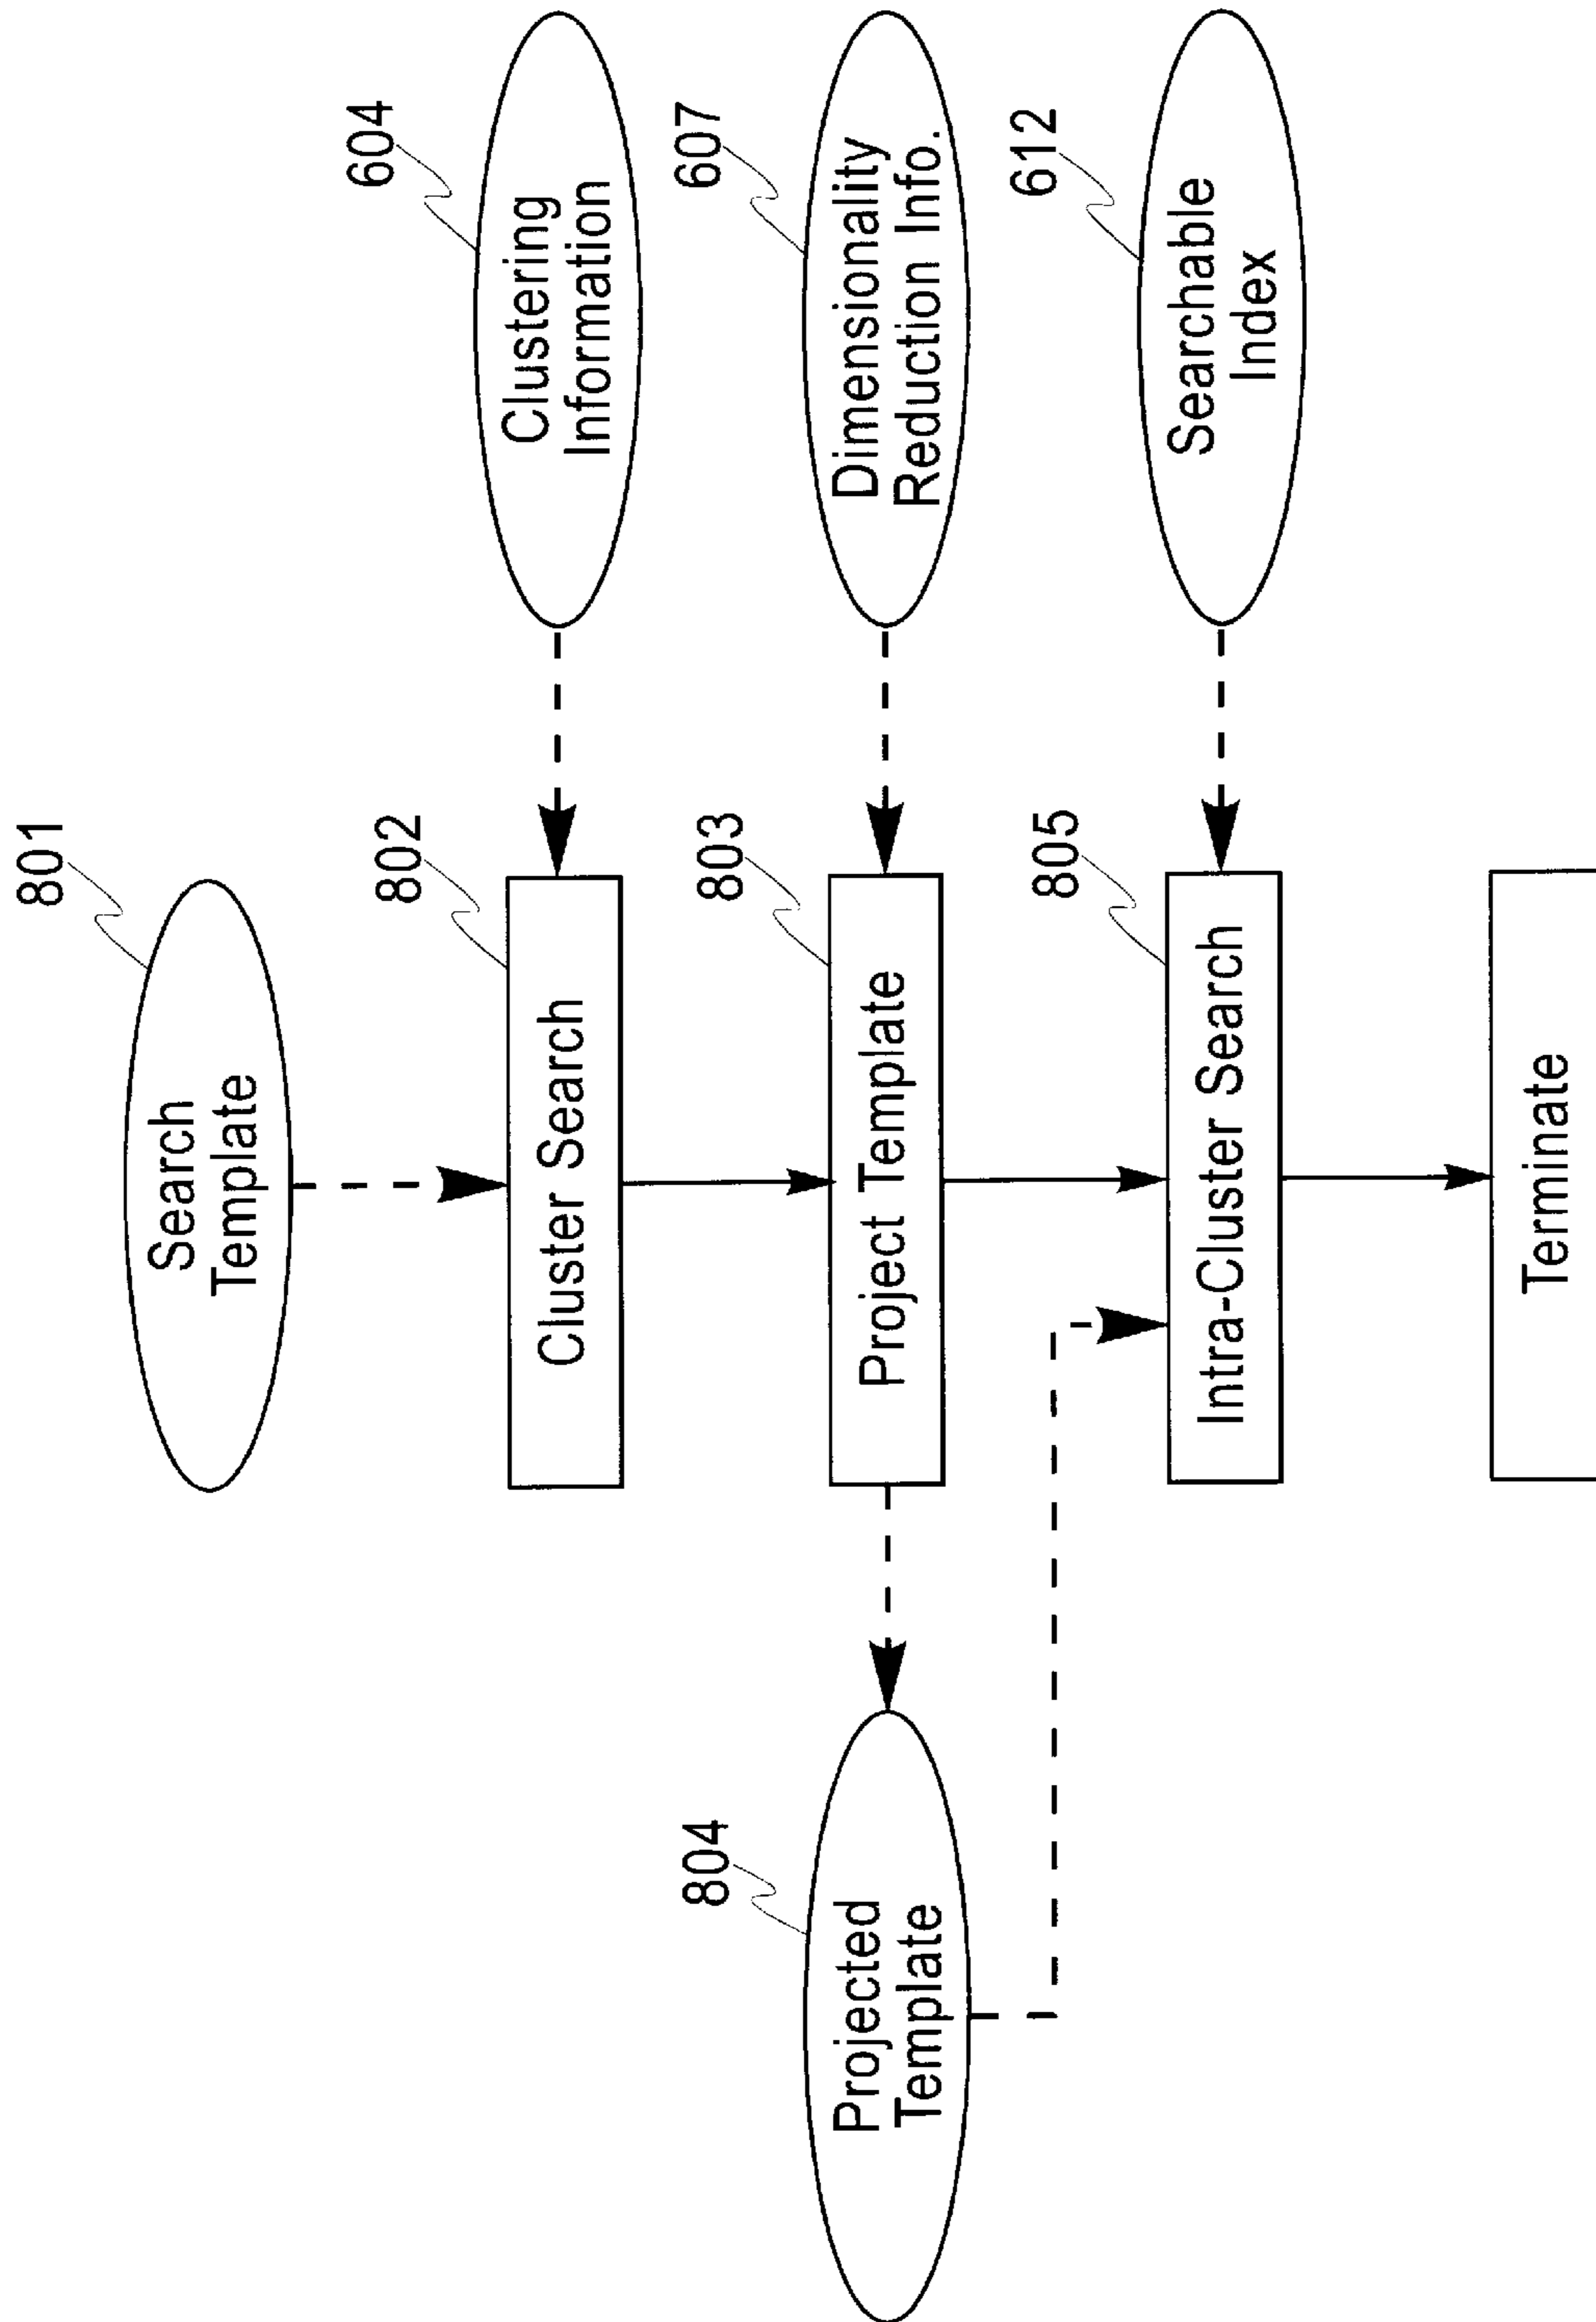 801
Search
Template
604
Clustering
Information
802
Cluster Search
607
Dimensionality
Reduction Info.
803
Project Template
804
Projected
Template
612
Searchable
Index
805
Intra-Cluster Search
Terminate